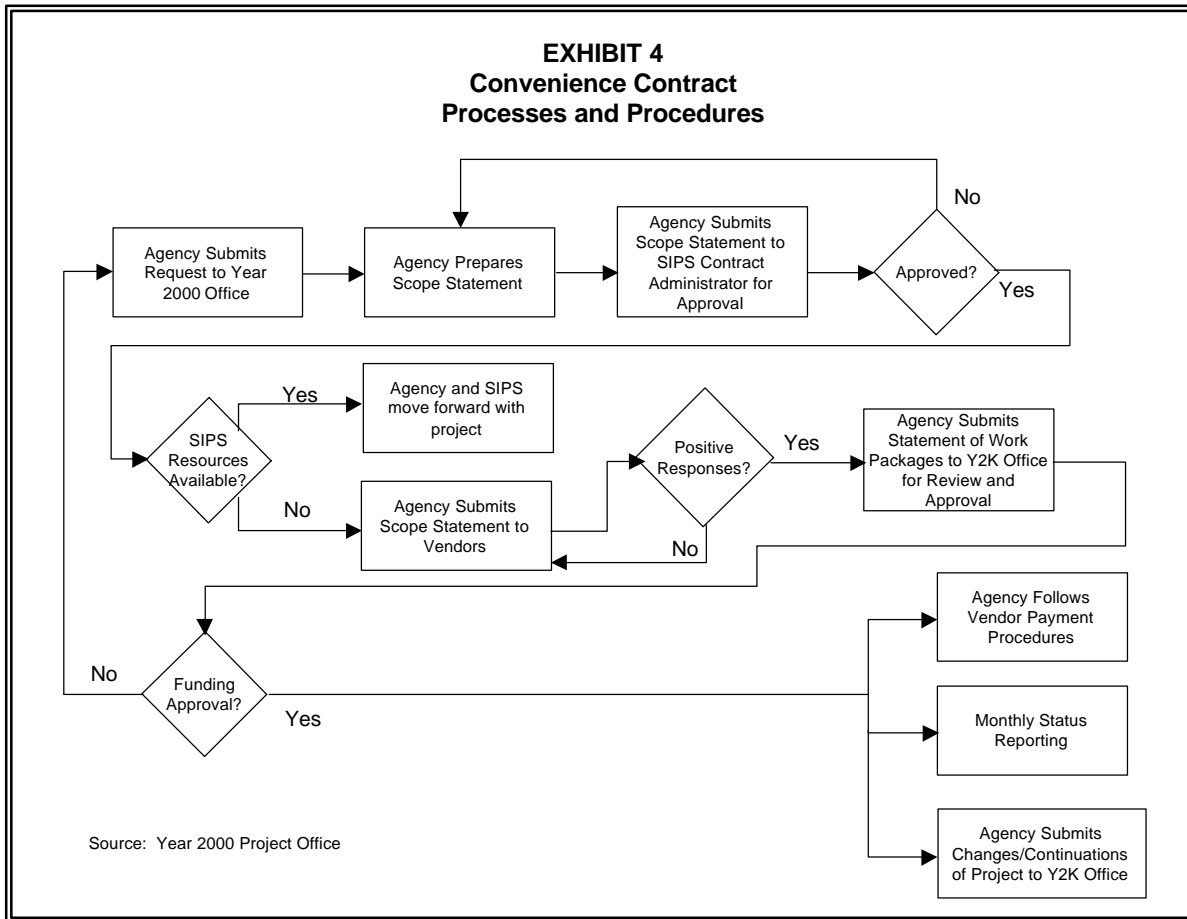 EXHIBIT 4
Convenience Contract
Processes and Procedures
No
Agency Submits
Request to Year
2000 Office
Agency Prepares
Scope Statement
Agency Submits
Scope Statement to
SIPS Contract
Administrator for
Approval
Approved?
Yes
SIPS
Resources
Available?
Yes
Agency and SIPS
move forward with
project
No
Agency Submits
Scope Statement to
Vendors
Positive
Responses?
Yes
No
Agency Submits
Statement of Work
Packages to Y2K Office
for Review and
Approval
No
Funding
Approval?
Yes
Agency Follows
Vendor Payment
Procedures
Monthly Status
Reporting
Agency Submits
Changes/Continuations
of Project to Y2K Office
Source:  Year 2000 Project Office